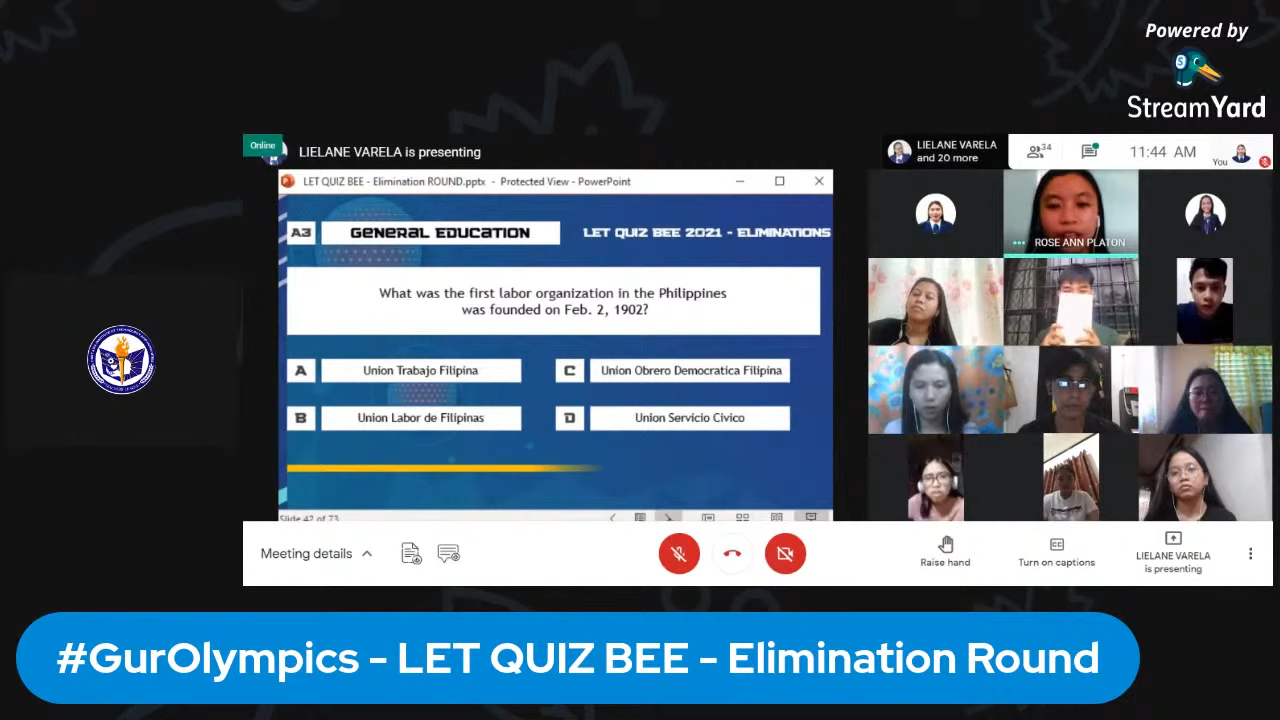 Powered by
StreamYard
Online
LIELANE VARELA is presenting
LIELANE VARELA
and 20 more
34
11:44 AM
You
LET QUIZ BEE - Elimination ROUND.pptx - Protected View - PowerPoint
A3
GENERAL EDUCATION
LET QUIZ BEE 2021 - ELIMINATIONS
What was the first labor organization in the Philippines
was founded on Feb. 2, 1902?
A
Union Trabajo Filipina
C
Union Obrero Democratica Filipina
B
Union Labor de Filipinas
D
Union Servicio Civico
Slide 42 of 73
ROSE ANN PLATON
Meeting details
Raise hand
CC
Turn on captions
LIELANE VARELA
is presenting
#GurOlympics - LET QUIZ BEE - Elimination Round